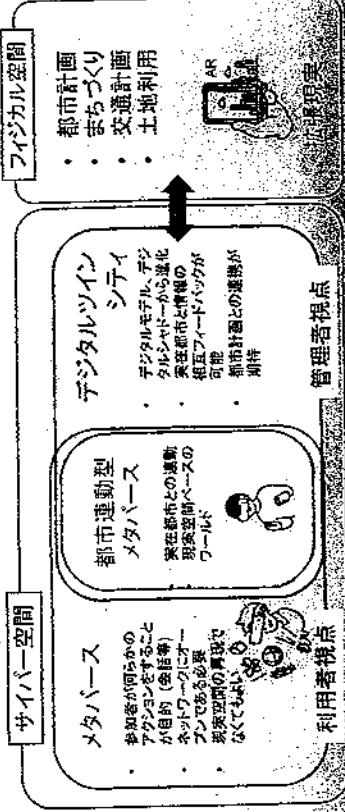 サイバー空間
メタバース
・ 参加者が何らかの
アクションをすること
が目的（会話等）
・ ネットワークにオー
プンである必要
・ 現実空間の再現で
なくてもよい
利用者視点
都市連動型
メタバース
実在都市との連動
現実空間ベースの
ワールド
デジタルツイン
シティ
・ デジタルモデル、デジ
タルシャドーから進化
・ 実在都市と情報の
相互フィードバックが
可能
・ 都市計画との連携が
期待
管理者視点
フィジカル空間
・ 都市計画
・ まちづくり
・ 交通計画
・ 土地利用
AR
拡張現実